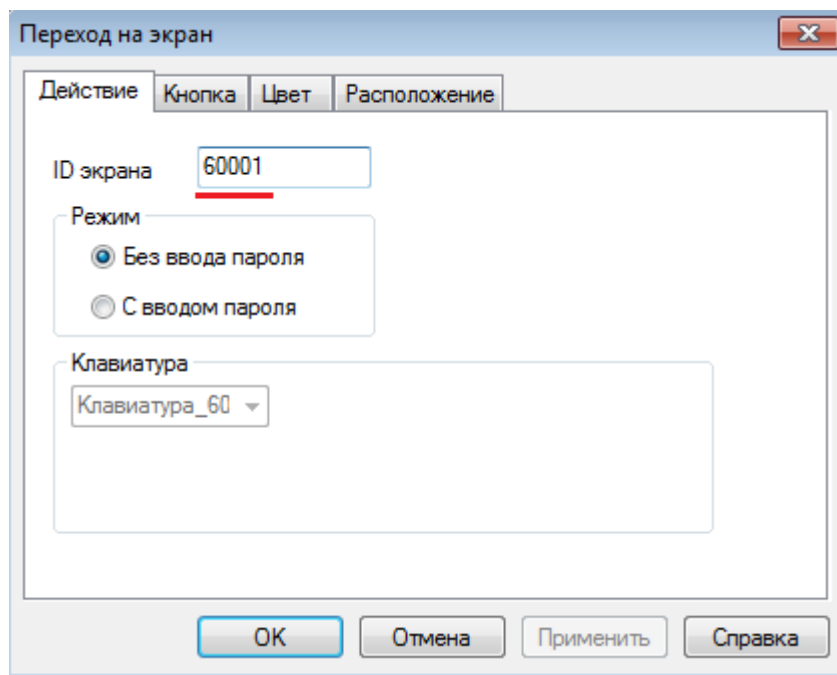 Переход на экран
Действие Кнопка Цвет Расположение
ID экрана 60001
Режим
Без ввода пароля
С вводом пароля
Клавиатура
Клавиатура_60
OK Отмена Применить Справка